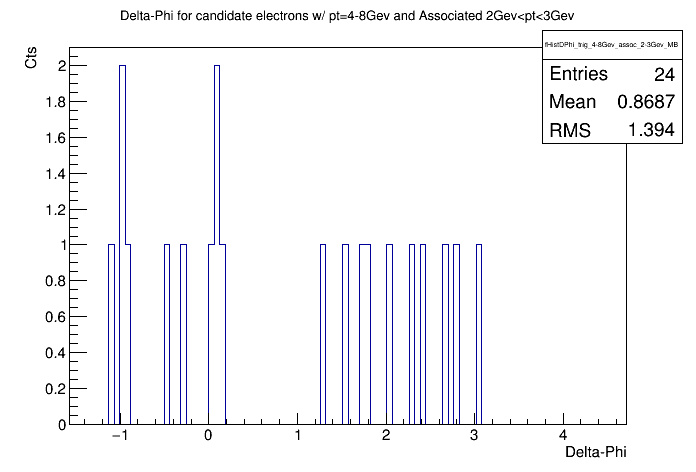 Delta-Phi for candidate electrons w/ pt=4-8Gev and Associated 2Gev<pt<3Gev
fHistDPhi_trig_4-8Gev_assoc_2-3Gev_MB
Entries 24
Mean 0.8687
RMS 1.394
Cts
2
1.8
1.6
1.4
1.2
1
0.8
0.6
0.4
0.2
0
−1 0 1 2 3 4
Delta-Phi